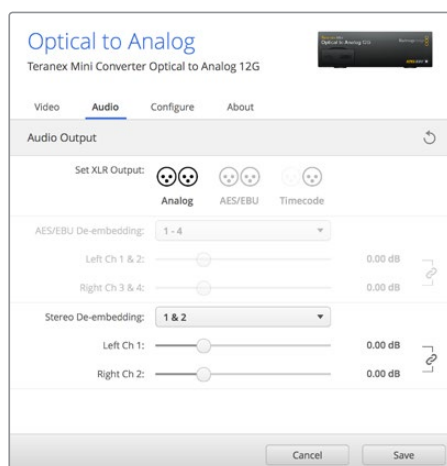 Optical to Analog
Teranex Mini Converter Optical to Analog 12G
Video Audio Configure About
Audio Output
Set XLR Output:
Analog AES/EBU Timecode
AES/EBU De-embedding: 1 - 4
Left Ch 1 & 2: 0.00 dB
Right Ch 3 & 4: 0.00 dB
Stereo De-embedding: 1 & 2
Left Ch 1: 0.00 dB
Right Ch 2: 0.00 dB
Cancel Save